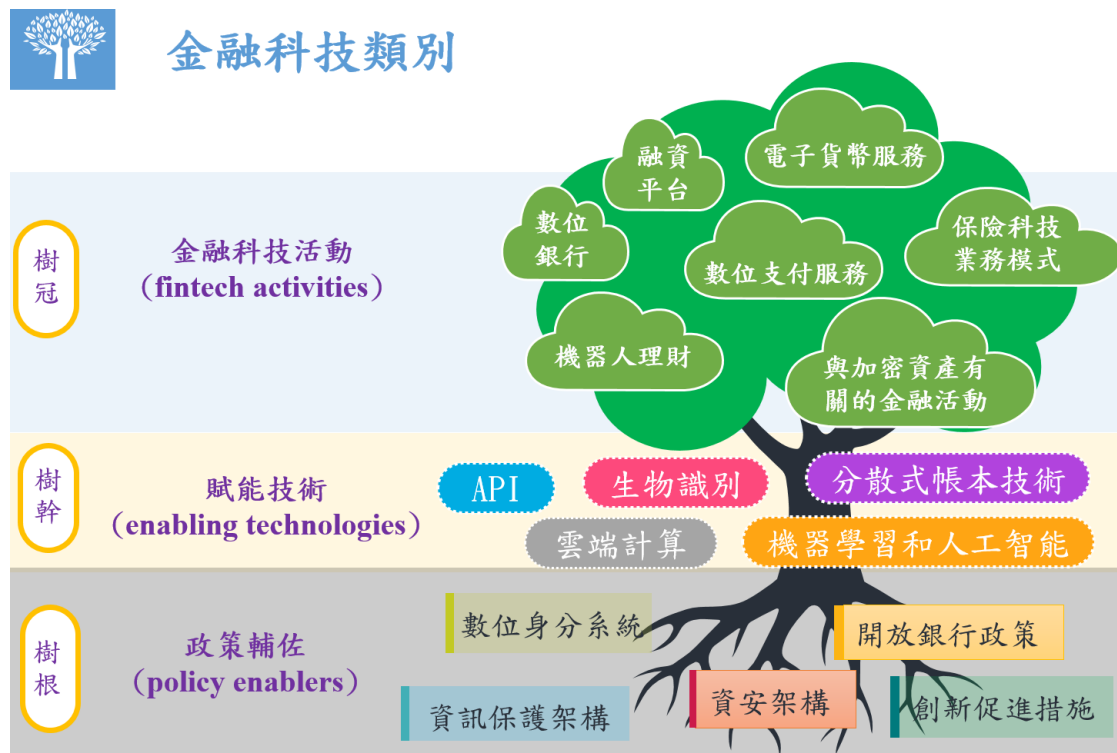 金融科技類別
樹
冠
金融科技活動
（fintech activities）
融資
平台
電子貨幣服務
數位
銀行
數位支付服務
保險科技
業務模式
機器人理財
與加密資產有
關的金融活動
樹
幹
賦能技術
（enabling technologies）
API
生物識別
分散式帳本技術
雲端計算
機器學習和人工智能
樹
根
政策輔佐
（policy enablers）
數位身分系統
開放銀行政策
資訊保護架構
資安架構
創新促進措施